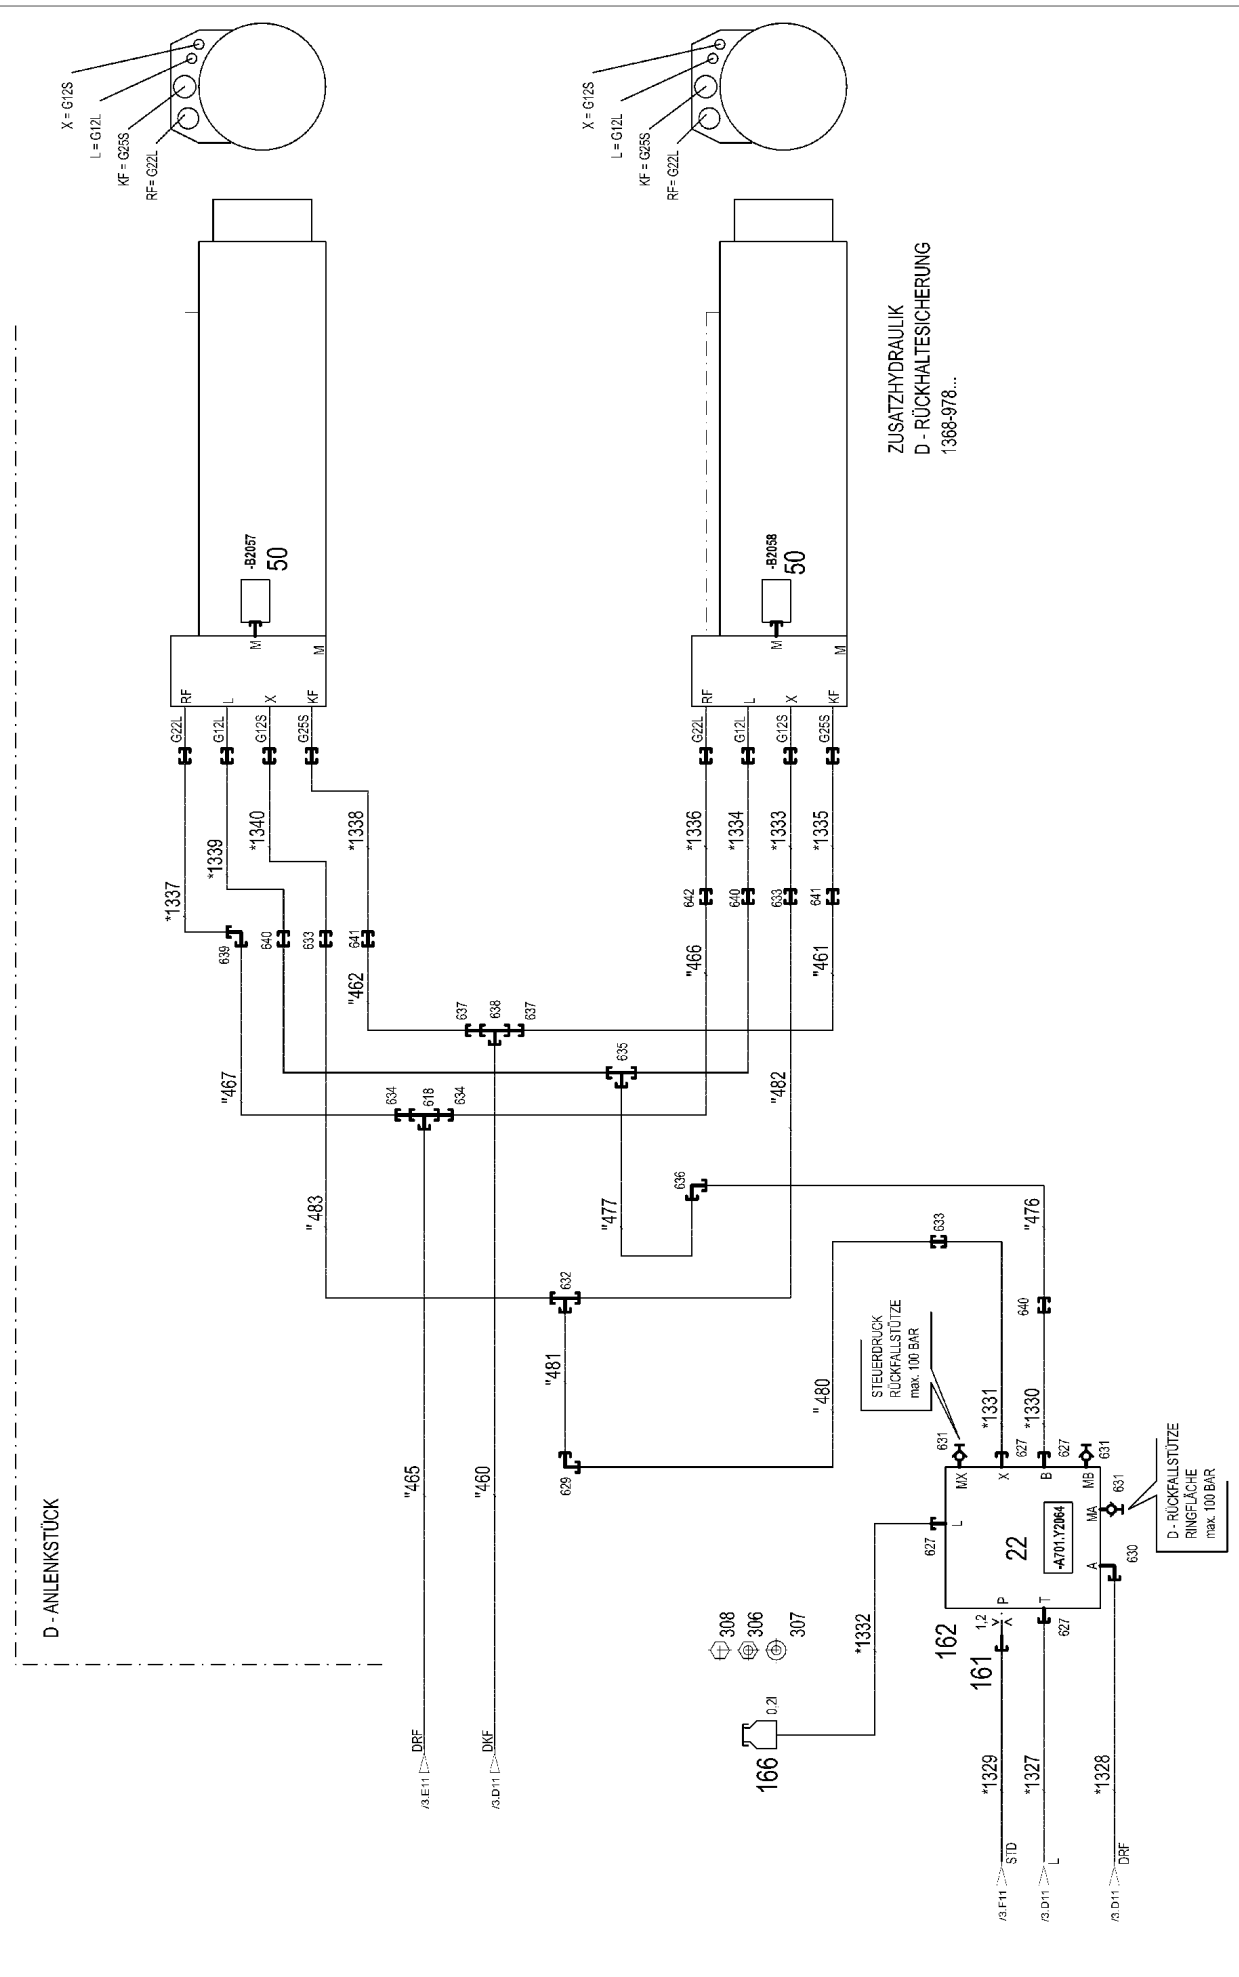 D - ANLENKSTÜCK
X = G12S
L = G12L
KF = G25S
RF= G22L
-B2057
50
M
M
RF
L
X
KF
G22L
G12L
G12S
G25S
*1337
*1339
*1340
*1338
639
640
633
641
"462
"467
"483
X = G12S
L = G12L
KF = G25S
RF= G22L
-B2058
50
M
M
RF
L
X
KF
G22L
G12L
G12S
G25S
*1336
*1334
*1333
*1335
642
640
633
641
"466
"461
"482
ZUSATZHYDRAULIK
D - RÜCKHALTESICHERUNG
1368-978...
637
638
637
634
618
634
635
636
"477
"476
632
633
640
"481
"480
629
"465
"460
DRF
/3.E11
DKF
/3.D11
STEUERDRUCK
RÜCKFALLSTÜTZE
max. 100 BAR
*1331
*1330
631
627
627
631
MX
X
B
MB
L
627
22
-A701.Y2064
MA
631
A
630
D - RÜCKFALLSTÜTZE
RINGFLÄCHE
max. 100 BAR
P
T
1,2
627
162
161
308
306
307
0,2l
166
*1332
*1329
*1327
*1328
STD
/3.F11
L
/3.D11
DRF
/3.D11